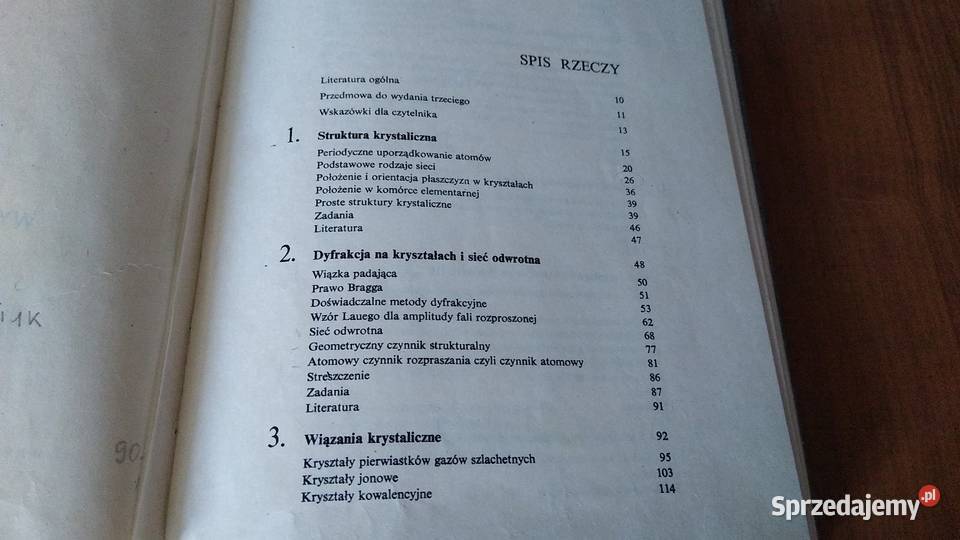 SPIS RZECZY
Literatura ogólna 10
Przedmowa do wydania trzeciego 11
Wskazówki dla czytelnika 13
1. Struktura krystaliczna 15
Periodyczne uporządkowanie atomów 20
Podstawowe rodzaje sieci 26
Położenie i orientacja płaszczyzn w kryształach 36
Położenie w komórce elementarnej 39
Proste struktury krystaliczne 39
Zadania 46
Literatura 47
2. Dyfrakcja na kryształach i sieć odwrotna 48
Wiązka padająca 50
Prawo Bragga 51
Doświadczalne metody dyfrakcyjne 53
Wzór Lauego dla amplitudy fali rozproszonej 62
Sieć odwrotna 68
Geometryczny czynnik strukturalny 77
Atomowy czynnik rozpraszania czyli czynnik atomowy 81
Streszczenie 86
Zadania 87
Literatura 91
3. Wiązania krystaliczne 92
Kryształy pierwiastków gazów szlachetnych 95
Kryształy jonowe 103
Kryształy kowalencyjne 114
90.
Sprzedajemy.pl